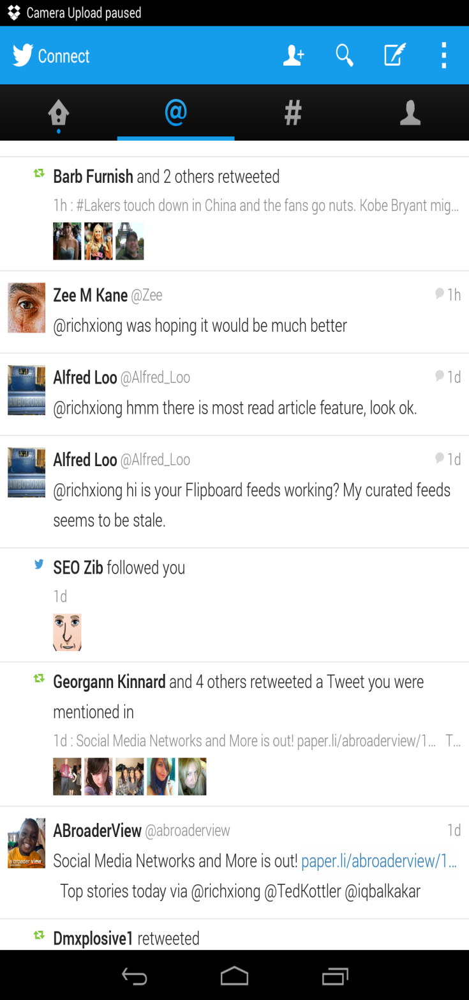 Camera Upload paused
Connect
@
#
Barb Furnish and 2 others retweeted
1h : #Lakers touch down in China and the fans go nuts. Kobe Bryant mig...
Zee M Kane @Zee 1h
@richxiong was hoping it would be much better
Alfred Loo @Alfred_Loo 1d
@richxiong hmm there is most read article feature, look ok.
Alfred Loo @Alfred_Loo 1d
@richxiong hi is your Flipboard feeds working? My curated feeds
seems to be stale.
SEO Zib followed you
1d
Georgann Kinnard and 4 others retweeted a Tweet you were
mentioned in
1d : Social Media Networks and More is out! paper.li/abroaderview/1... T...
ABroaderView @abroaderview 1d
Social Media Networks and More is out! paper.li/abroaderview/1...
a broader view
Top stories today via @richxiong @TedKottler @iqbalkakar
Dmxplosive1 retweeted